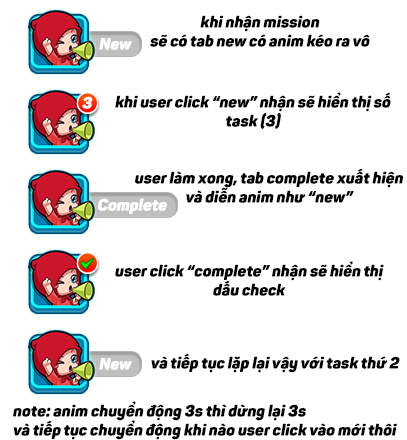 New
khi nhận mission
sẽ có tab new có anim kéo ra vô
3
khi user click “new” nhận sẽ hiển thị số
task (3)
Complete
user làm xong, tab complete xuất hiện
và diễn anim như “new”
user click “complete” nhận sẽ hiển thị
dấu check
New
và tiếp tục lặp lại vậy với task thứ 2
note: anim chuyển động 3s thì dừng lại 3s
và tiếp tục chuyển động khi nào user click vào mới thôi